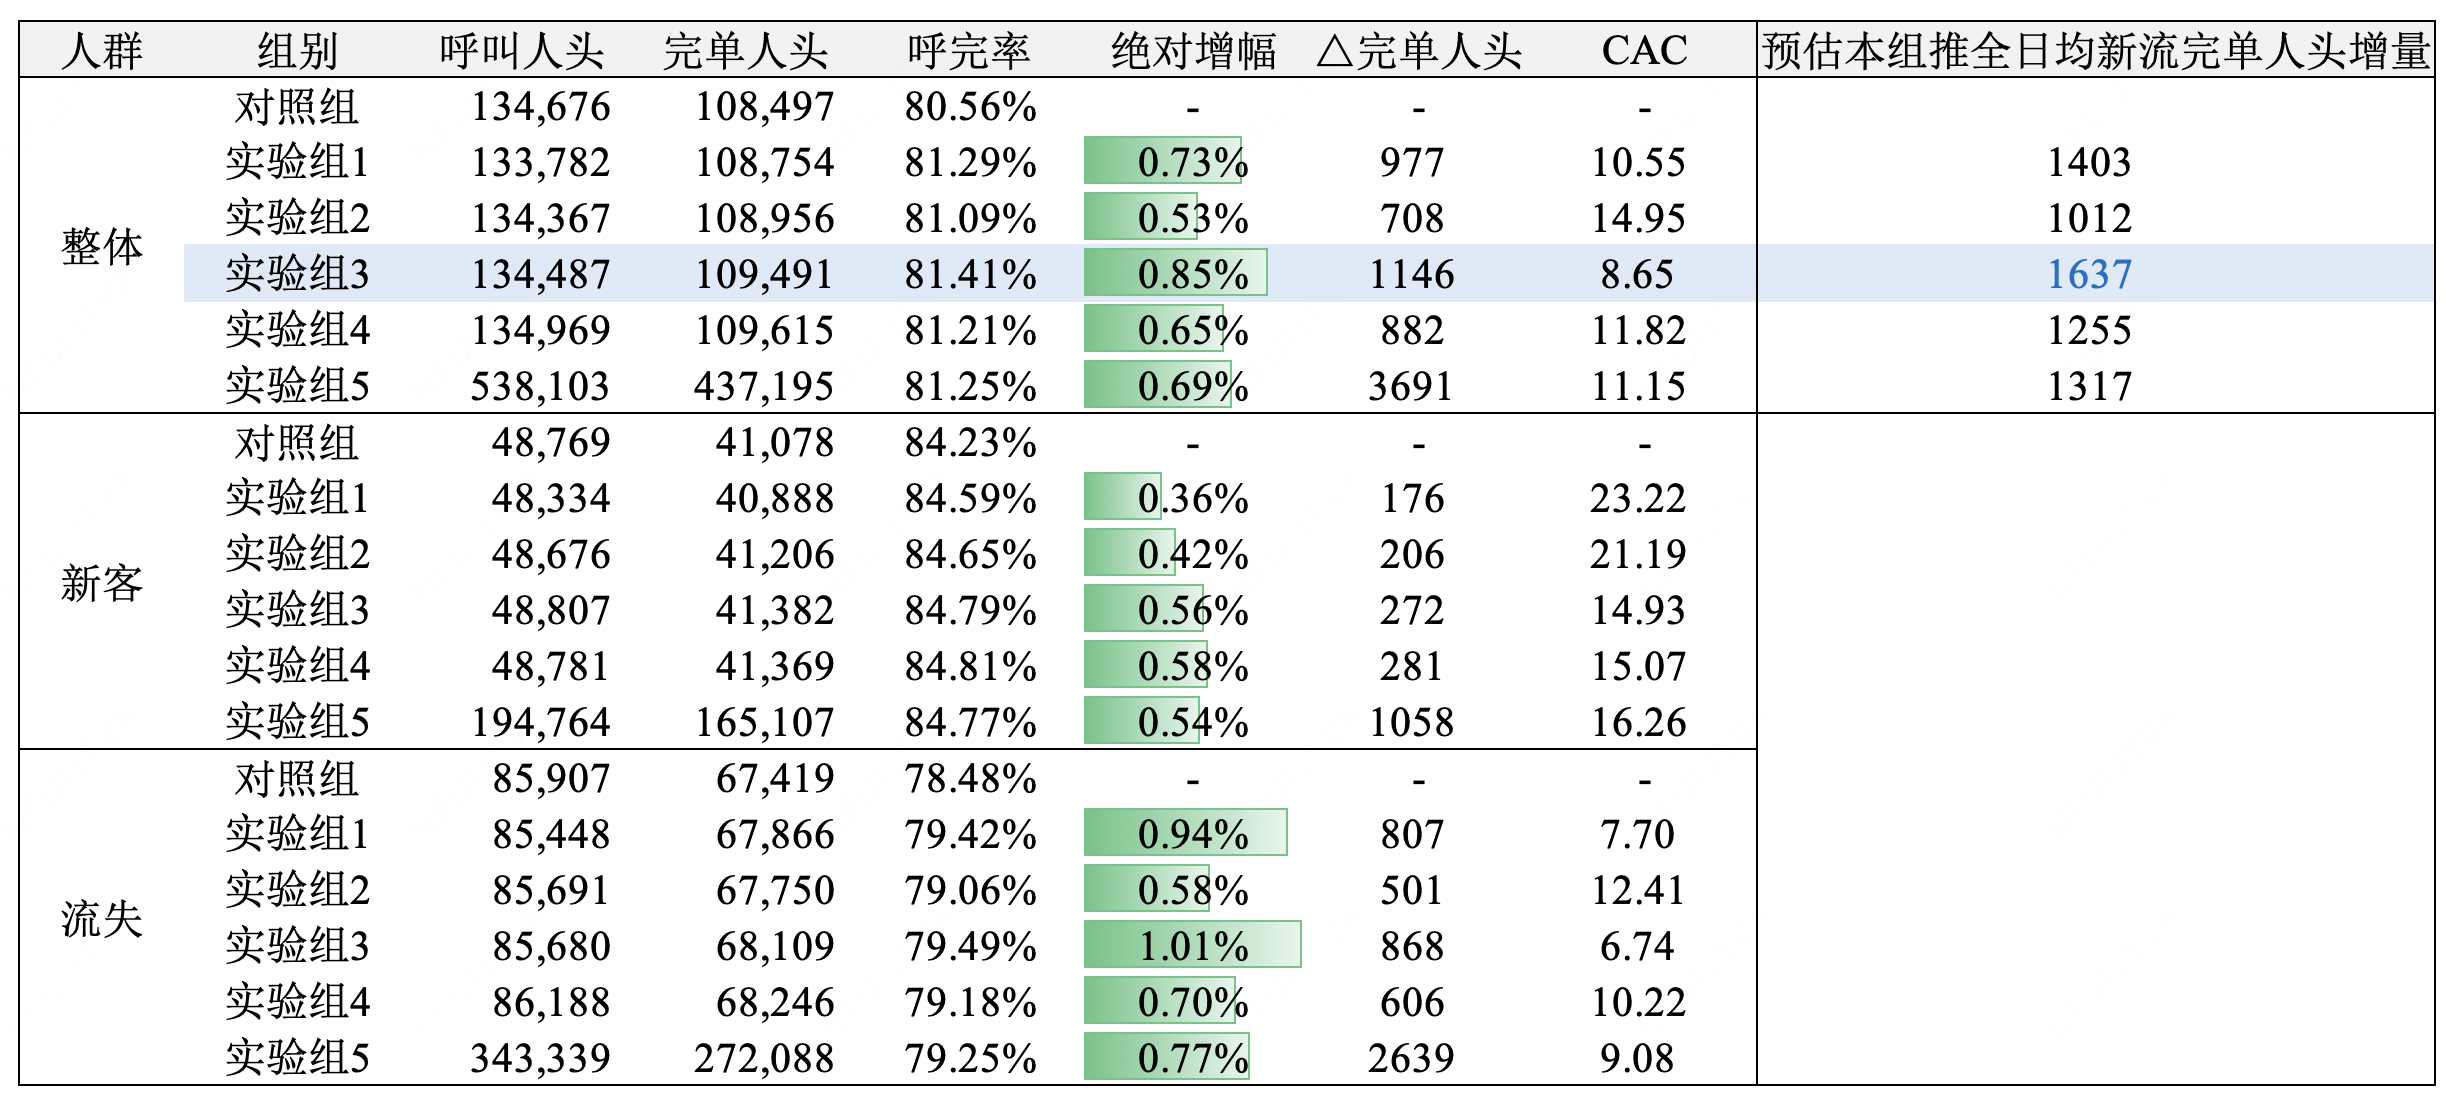 人群 组别 呼叫人头 完单人头 呼完率 绝对增幅 △完单人头 CAC 预估本组推全日均新流完单人头增量
整体
对照组 134,676 108,497 80.56% - - -
实验组1 133,782 108,754 81.29% 0.73% 977 10.55 1403
实验组2 134,367 108,956 81.09% 0.53% 708 14.95 1012
实验组3 134,487 109,491 81.41% 0.85% 1146 8.65 1637
实验组4 134,969 109,615 81.21% 0.65% 882 11.82 1255
实验组5 538,103 437,195 81.25% 0.69% 3691 11.15 1317
新客
对照组 48,769 41,078 84.23% - - -
实验组1 48,334 40,888 84.59% 0.36% 176 23.22
实验组2 48,676 41,206 84.65% 0.42% 206 21.19
实验组3 48,807 41,382 84.79% 0.56% 272 14.93
实验组4 48,781 41,369 84.81% 0.58% 281 15.07
实验组5 194,764 165,107 84.77% 0.54% 1058 16.26
流失
对照组 85,907 67,419 78.48% - - -
实验组1 85,448 67,866 79.42% 0.94% 807 7.70
实验组2 85,691 67,750 79.06% 0.58% 501 12.41
实验组3 85,680 68,109 79.49% 1.01% 868 6.74
实验组4 86,188 68,246 79.18% 0.70% 606 10.22
实验组5 343,339 272,088 79.25% 0.77% 2639 9.08